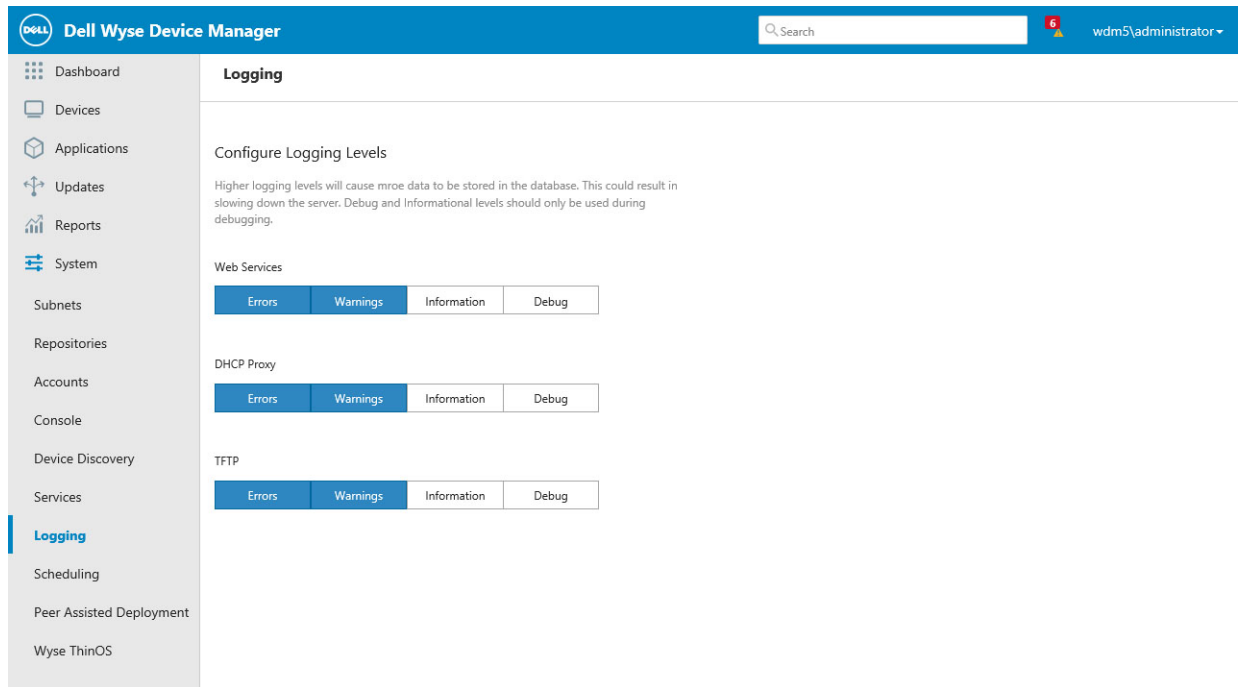 DELL
Dell Wyse Device Manager
Search
6
wdm5\administrator
Dashboard
Devices
Applications
Updates
Reports
System
Subnets
Repositories
Accounts
Console
Device Discovery
Services
Logging
Scheduling
Peer Assisted Deployment
Wyse ThinOS
Logging
Configure Logging Levels
Higher logging levels will cause mroe data to be stored in the database. This could result in
slowing down the server. Debug and Informational levels should only be used during
debugging.
Web Services
Errors Warnings Information Debug
DHCP Proxy
Errors Warnings Information Debug
TFTP
Errors Warnings Information Debug